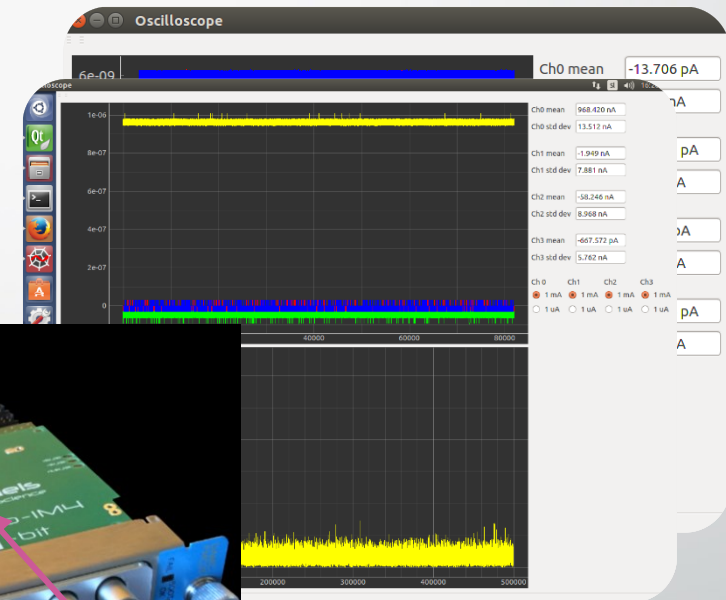 Oscilloscope
6e-09
Ch0 mean
-13.706 pA
nA
pA
A
A
pA
A
1e-06
8e-07
6e-07
4e-07
2e-07
0
40000
60000
80000
Ch0 mean 968.420 nA
Ch0 std dev 13.512 nA
Ch1 mean -1.949 nA
Ch1 std dev 7.881 nA
Ch2 mean -58.246 nA
Ch2 std dev 8.968 nA
Ch3 mean -667.572 pA
Ch3 std dev 5.762 nA
Ch 0 Ch1 Ch2 Ch3
1 mA 1 mA 1 mA 1 mA
1 uA 1 uA 1 uA 1 uA
200000
300000
400000
500000
-IM4
-bit